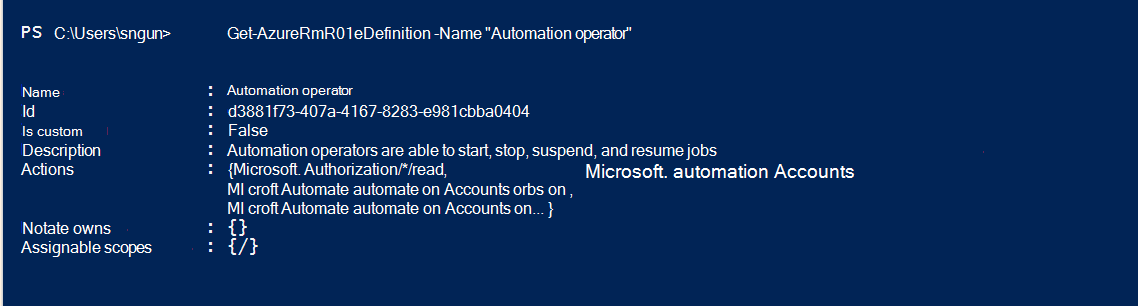 PS C:\Users\sngun> Get-AzureRmR01eDefinition -Name "Automation operator"
Name : Automation operator
Id : d3881f73-407a-4167-8283-e981cbba0404
Is custom : False
Description : Automation operators are able to start, stop, suspend, and resume jobs
Actions : {Microsoft. Authorization/*/read, Microsoft. automation Accounts
MI croft Automate automate on Accounts orbs on ,
MI croft Automate automate on Accounts on... }
Notate owns : {}
Assignable scopes : {/}